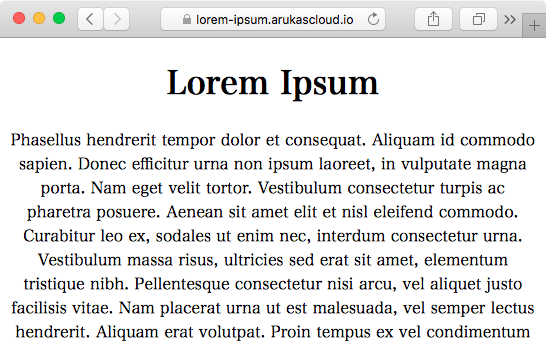 lorem-ipsum.arukascloud.io
Lorem Ipsum
Phasellus hendrerit tempor dolor et consequat. Aliquam id commodo
sapien. Donec efficitur urna non ipsum laoreet, in vulputate magna
porta. Nam eget velit tortor. Vestibulum consectetur turpis ac
pharetra posuere. Aenean sit amet elit et nisl eleifend commodo.
Curabitur leo ex, sodales ut enim nec, interdum consectetur urna.
Vestibulum massa risus, ultricies sed erat sit amet, elementum
tristique nibh. Pellentesque consectetur nisi arcu, vel aliquet justo
facilisis vitae. Nam placerat urna ut est malesuada, vel semper lectus
hendrerit. Aliquam erat volutpat. Proin tempus ex vel condimentum